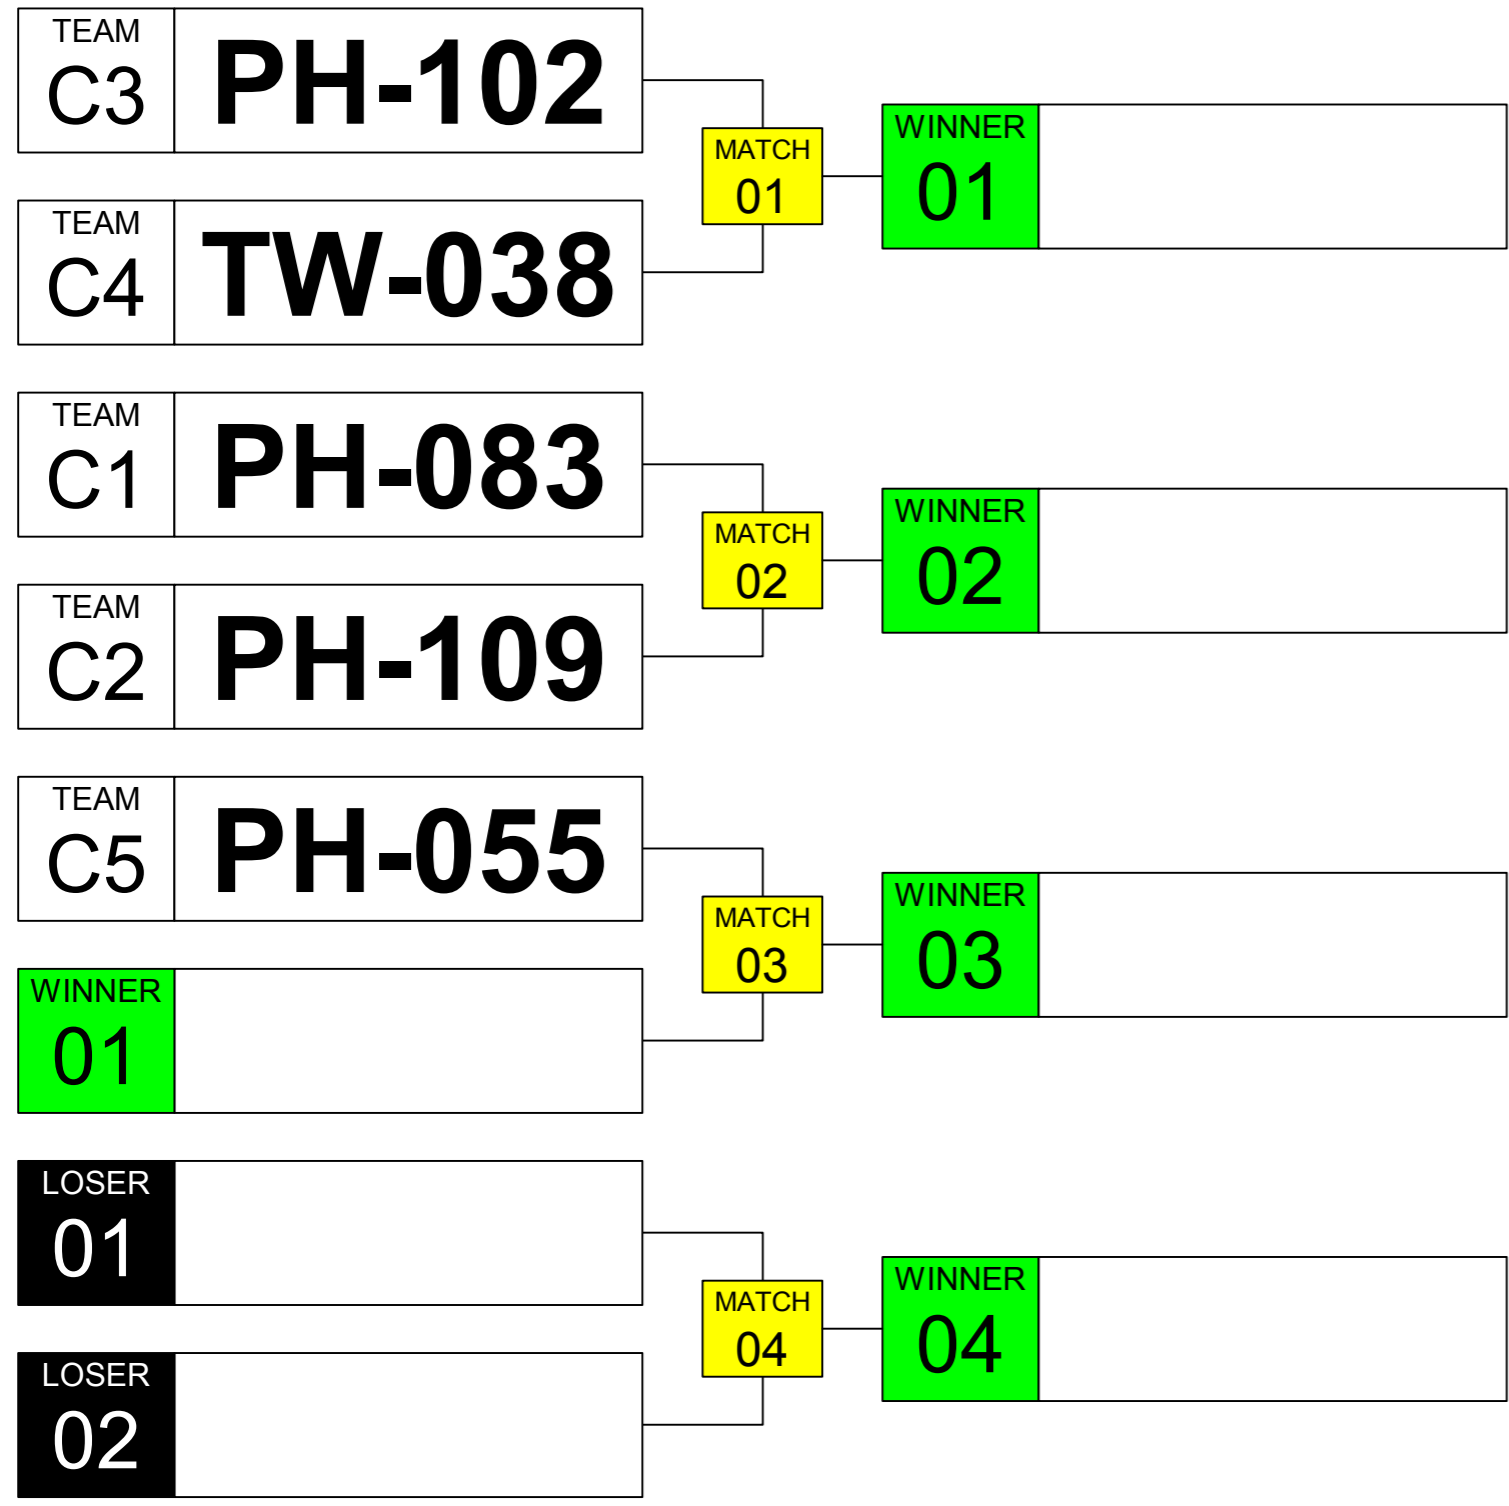 TEAM
C3
PH-102
TEAM
C4
TW-038
MATCH
01
WINNER
01
TEAM
C1
PH-083
TEAM
C2
PH-109
MATCH
02
WINNER
02
TEAM
C5
PH-055
WINNER
01
MATCH
03
WINNER
03
LOSER
01
LOSER
02
MATCH
04
WINNER
04